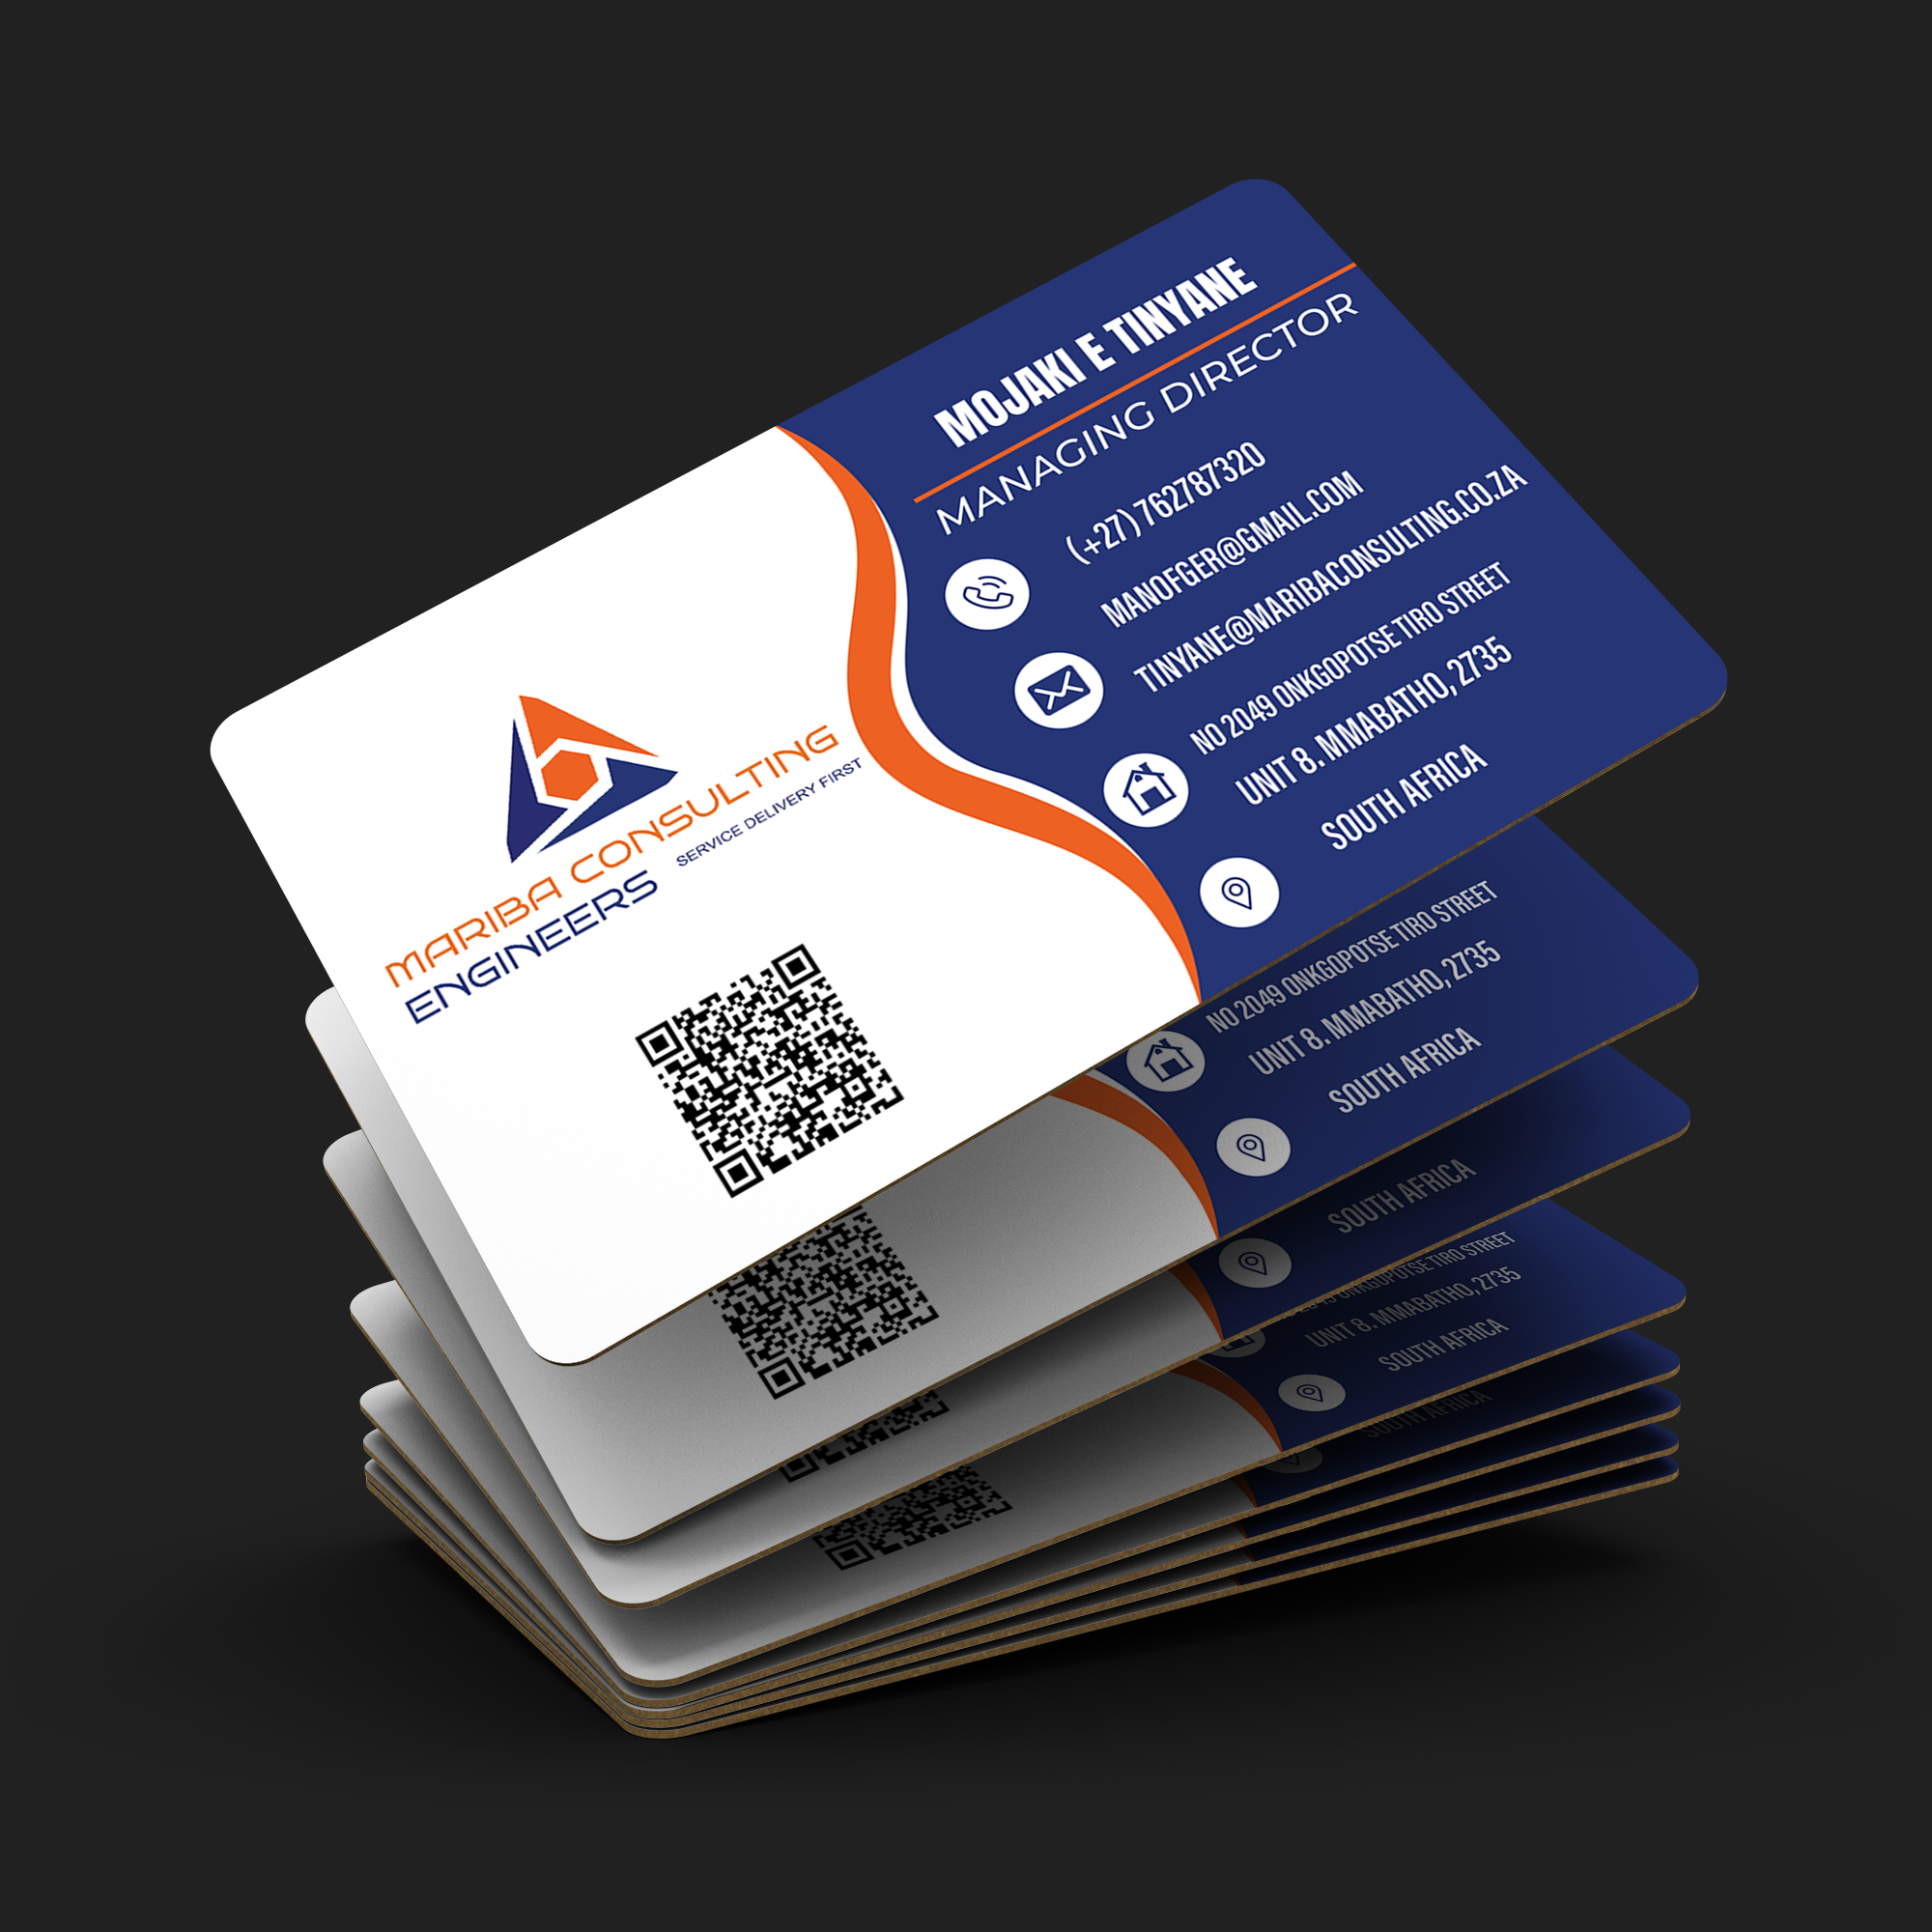 MOJAKI E TINYANE
MANAGING DIRECTOR
(+27) 762787320
MANOFGER@GMAIL.COM
TINYANE@MARIBACONSULTING.CO.ZA
NO 2049 ONKGOPOTSE TIRO STREET
UNIT 8. MMABATHO, 2735
SOUTH AFRICA
MARIBA CONSULTING
ENGINEERS
SERVICE DELIVERY FIRST
NO 2049 ONKGOPOTSE TIRO STREET
UNIT 8. MMABATHO, 2735
SOUTH AFRICA
SOUTH AFRICA
ONKGOPOTSE TIRO STREET
UNIT 8. MMABATHO, 2735
SOUTH AFRICA
SOUTH AFRICA